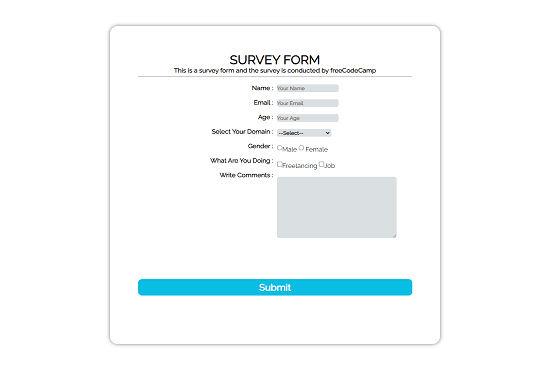 SURVEY FORM
This is a survey form and the survey is conducted by freeCodeCamp
Name : Your Name
Email : Your Email
Age : Your Age
Select Your Domain : --Select--
Gender : Male Female
What Are You Doing : Freelancing Job
Write Comments :
Submit